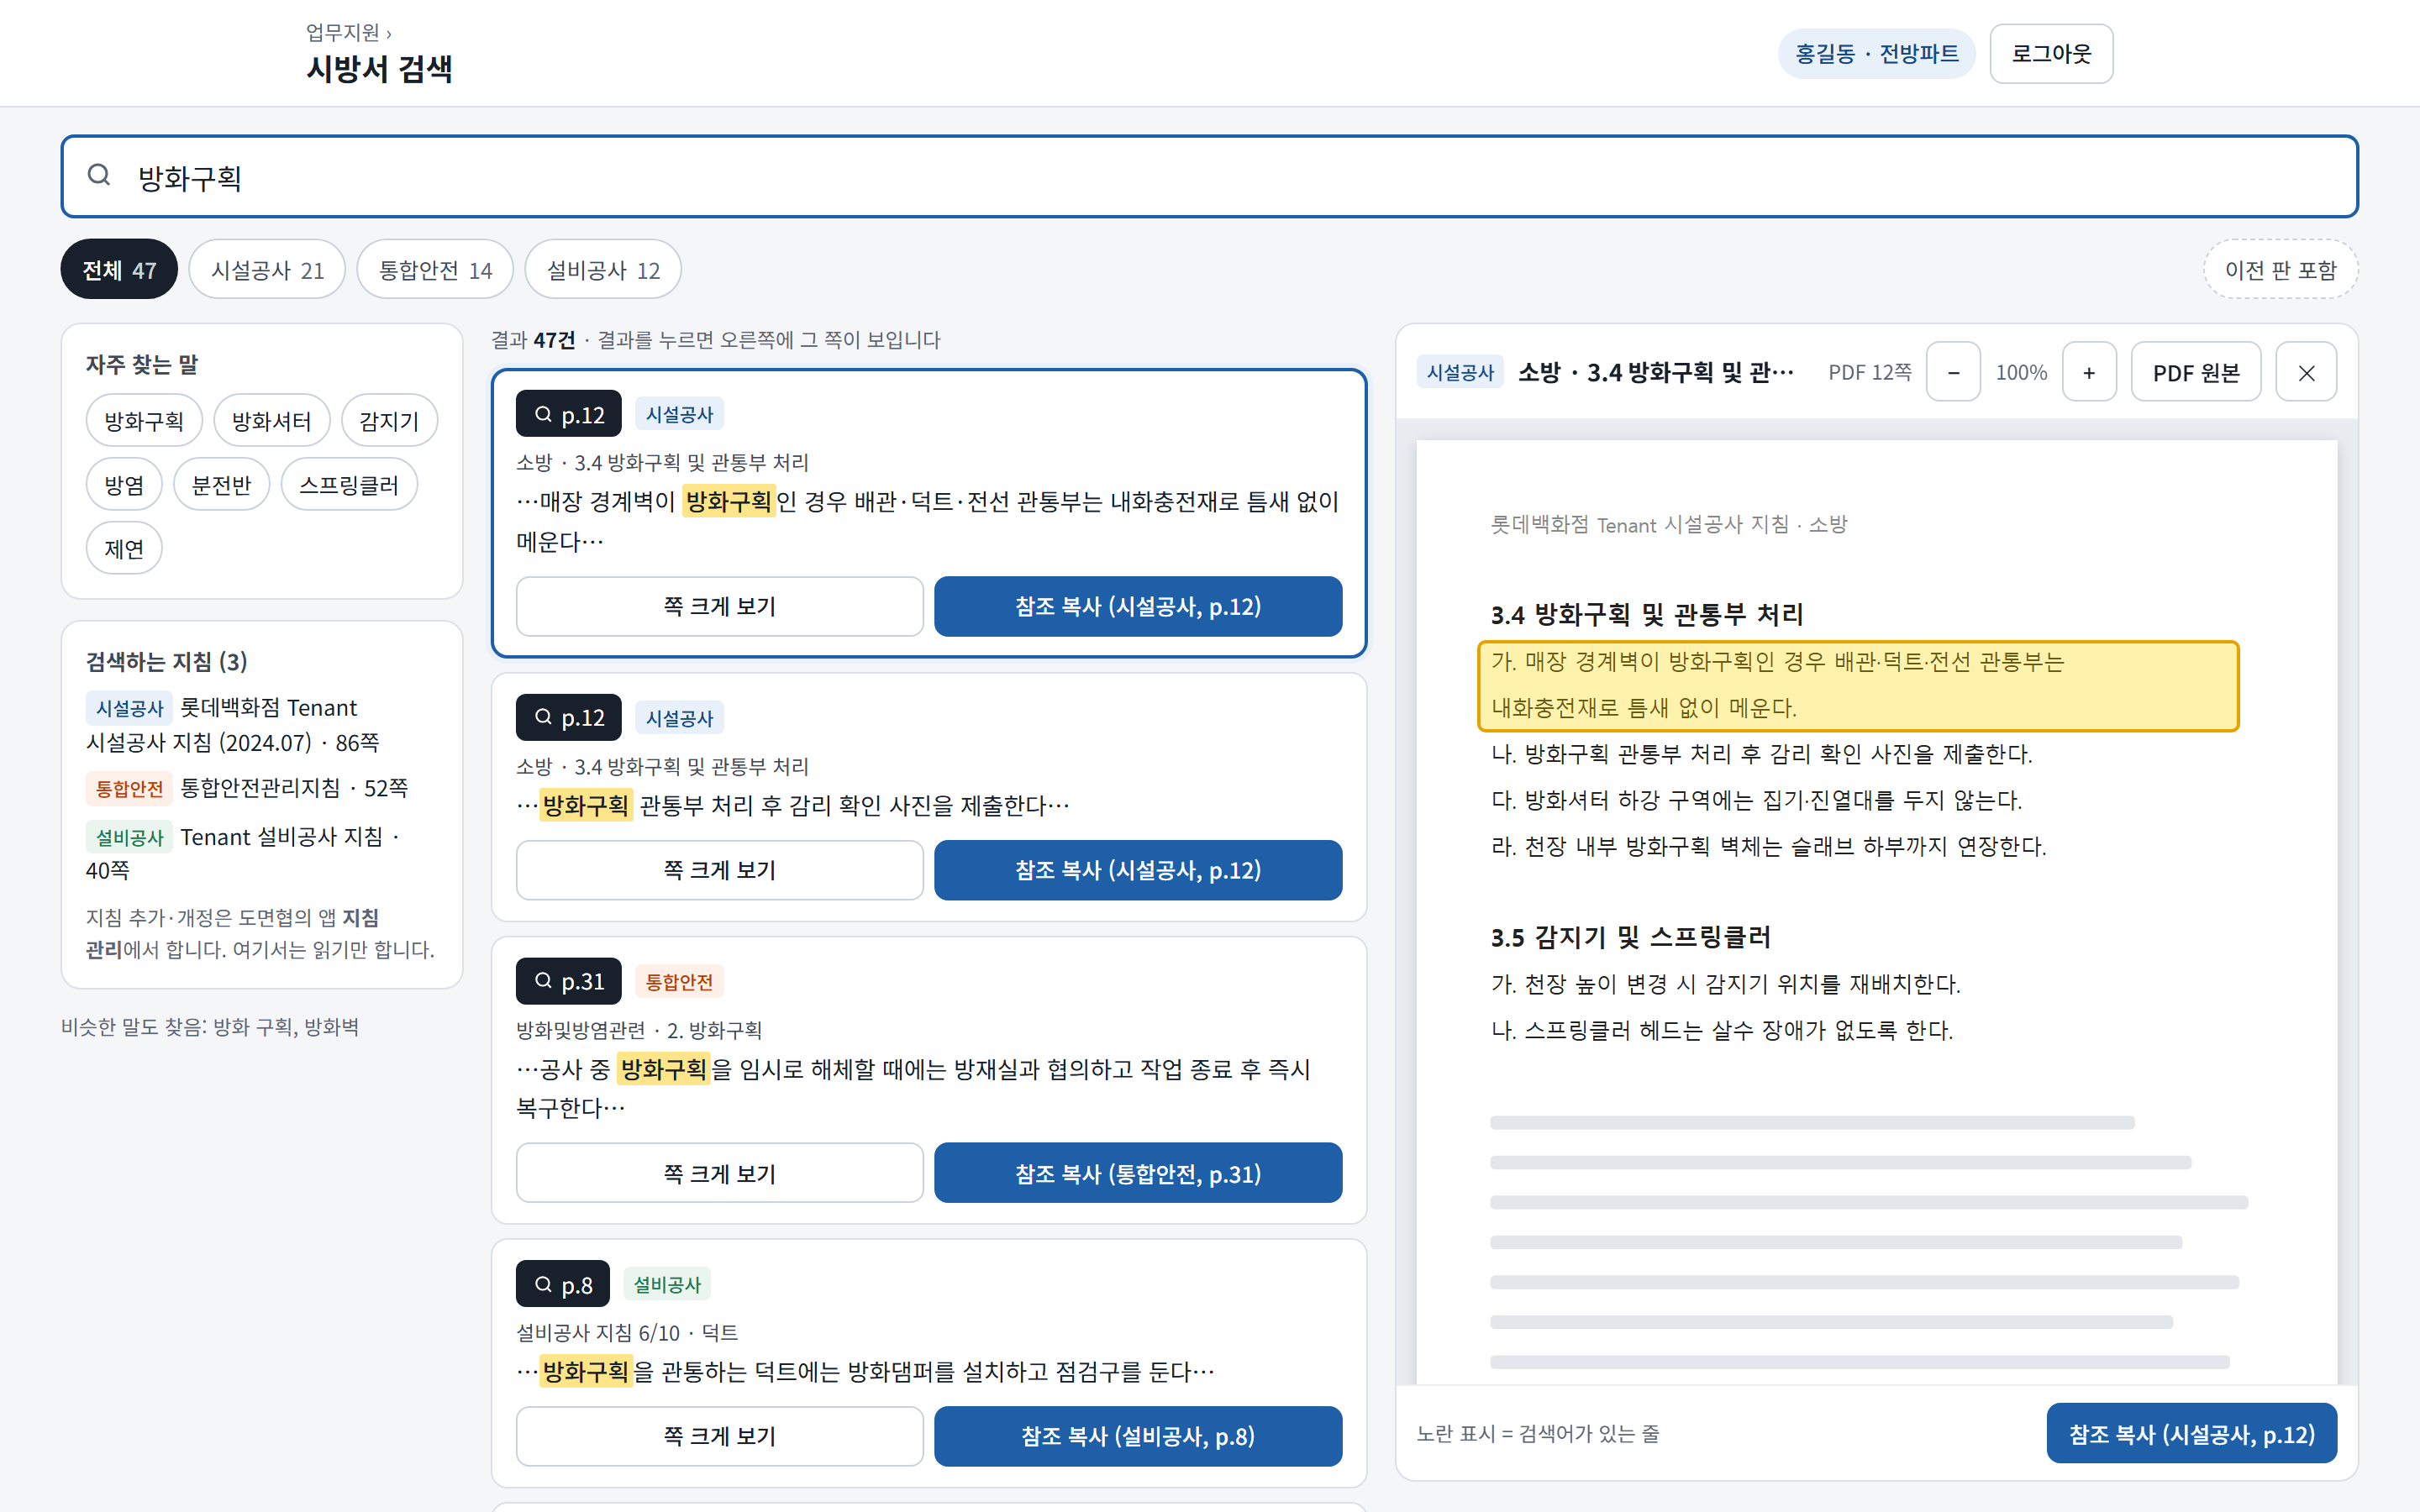 업무지원 ›
시방서 검색
홍길동 · 전방파트
로그아웃
방화구획
전체 47
시설공사 21
통합안전 14
설비공사 12
이전 판 포함
자주 찾는 말
방화구획
방화셔터
감지기
방염
분전반
스프링클러
제연
검색하는 지침 (3)
시설공사 롯데백화점 Tenant
시설공사 지침 (2024.07) · 86쪽
통합안전 통합안전관리지침 · 52쪽
설비공사 Tenant 설비공사 지침 ·
40쪽
지침 추가·개정은 도면협의 앱 지침
관리에서 합니다. 여기서는 읽기만 합니다.
비슷한 말도 찾음: 방화 구획, 방화벽
결과 47건 · 결과를 누르면 오른쪽에 그 쪽이 보입니다
p.12 시설공사
소방 · 3.4 방화구획 및 관통부 처리
…매장 경계벽이 방화구획인 경우 배관·덕트·전선 관통부는 내화충전재로 틈새 없이
메운다…
쪽 크게 보기
참조 복사 (시설공사, p.12)
p.12 시설공사
소방 · 3.4 방화구획 및 관통부 처리
…방화구획 관통부 처리 후 감리 확인 사진을 제출한다…
쪽 크게 보기
참조 복사 (시설공사, p.12)
p.31 통합안전
방화및방염관련 · 2. 방화구획
…공사 중 방화구획을 임시로 해체할 때에는 방재실과 협의하고 작업 종료 후 즉시
복구한다…
쪽 크게 보기
참조 복사 (통합안전, p.31)
p.8 설비공사
설비공사 지침 6/10 · 덕트
…방화구획을 관통하는 덕트에는 방화댐퍼를 설치하고 점검구를 둔다…
쪽 크게 보기
참조 복사 (설비공사, p.8)
시설공사 소방 · 3.4 방화구획 및 관…
PDF 12쪽
−
100%
+
PDF 원본
×
롯데백화점 Tenant 시설공사 지침 · 소방
3.4 방화구획 및 관통부 처리
가. 매장 경계벽이 방화구획인 경우 배관·덕트·전선 관통부는
내화충전재로 틈새 없이 메운다.
나. 방화구획 관통부 처리 후 감리 확인 사진을 제출한다.
다. 방화셔터 하강 구역에는 집기·진열대를 두지 않는다.
라. 천장 내부 방화구획 벽체는 슬래브 하부까지 연장한다.
3.5 감지기 및 스프링클러
가. 천장 높이 변경 시 감지기 위치를 재배치한다.
나. 스프링클러 헤드는 살수 장애가 없도록 한다.
노란 표시 = 검색어가 있는 줄
참조 복사 (시설공사, p.12)